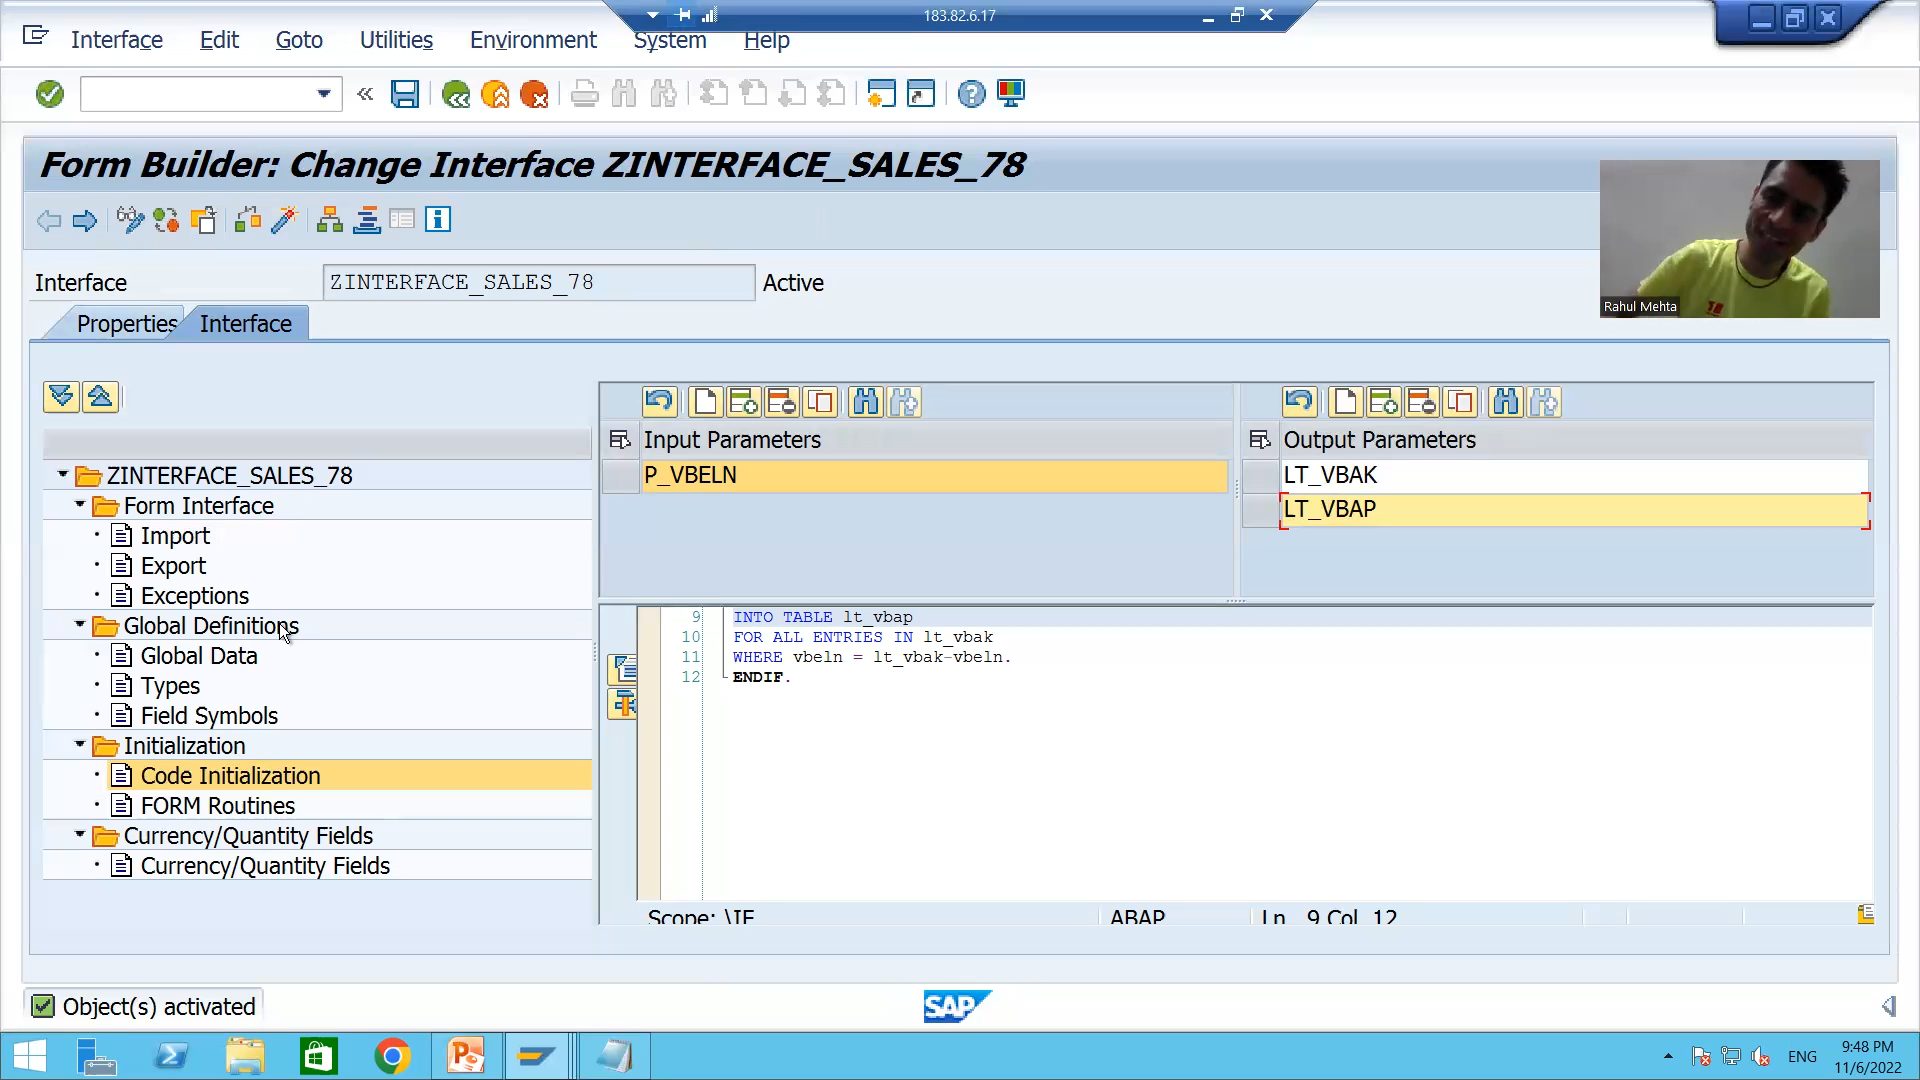 183.82.6.17
Interface Edit Goto Utilities Environment System Help
Form Builder: Change Interface ZINTERFACE_SALES_78
Interface ZINTERFACE_SALES_78 Active
Rahul Mehta
Properties Interface
Input Parameters Output Parameters
P_VBELN LT_VBAK
LT_VBAP
ZINTERFACE_SALES_78
Form Interface
Import
Export
Exceptions
Global Definitions
Global Data
Types
Field Symbols
Initialization
Code Initialization
FORM Routines
Currency/Quantity Fields
Currency/Quantity Fields
9 INTO TABLE lt_vbap
10 FOR ALL ENTRIES IN lt_vbak
11 WHERE vbeln = lt_vbak-vbeln.
12 ENDIF.
Scope: \IF ABAP Ln 9 Col 12
Object(s) activated
SAP
ENG
9:48 PM
11/6/2022